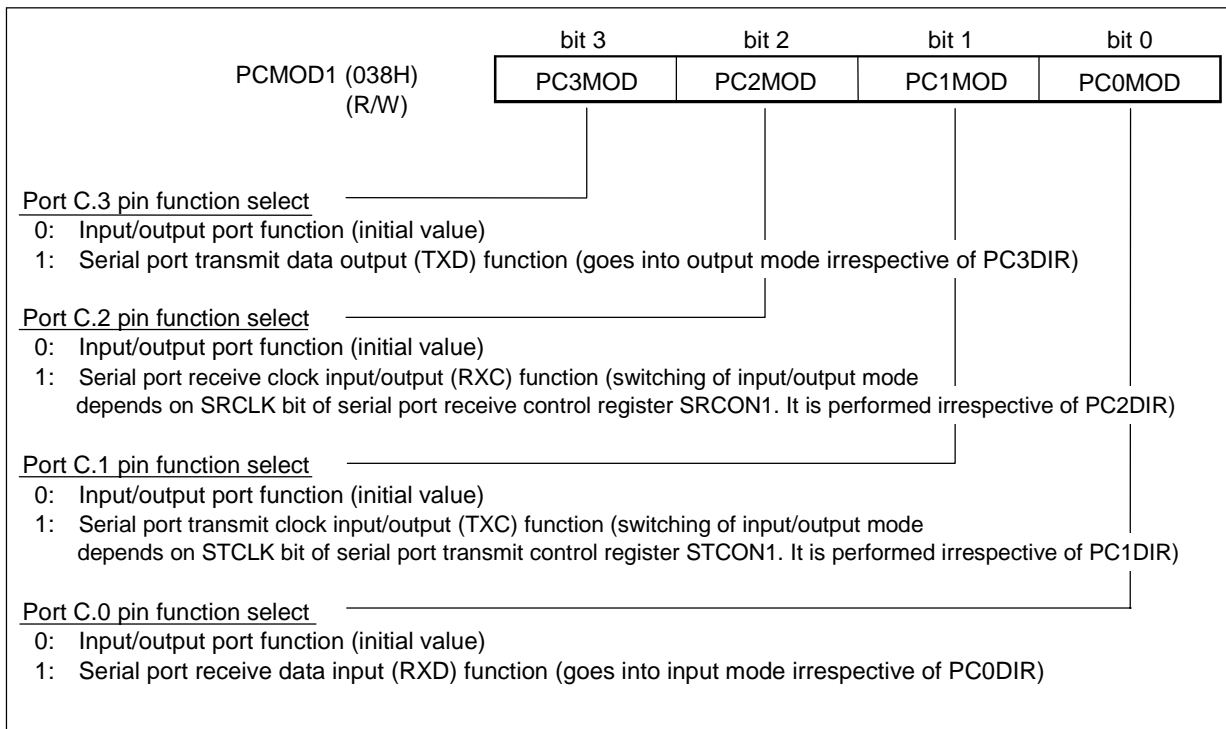 bit 3 bit 2 bit 1 bit 0
PCMOD1 (038H) PC3MOD PC2MOD PC1MOD PC0MOD
(R/W)
Port C.3 pin function select
0: Input/output port function (initial value)
1: Serial port transmit data output (TXD) function (goes into output mode irrespective of PC3DIR)
Port C.2 pin function select
0: Input/output port function (initial value)
1: Serial port receive clock input/output (RXC) function (switching of input/output mode
depends on SRCLK bit of serial port receive control register SRCON1. It is performed irrespective of PC2DIR)
Port C.1 pin function select
0: Input/output port function (initial value)
1: Serial port transmit clock input/output (TXC) function (switching of input/output mode
depends on STCLK bit of serial port transmit control register STCON1. It is performed irrespective of PC1DIR)
Port C.0 pin function select
0: Input/output port function (initial value)
1: Serial port receive data input (RXD) function (goes into input mode irrespective of PC0DIR)